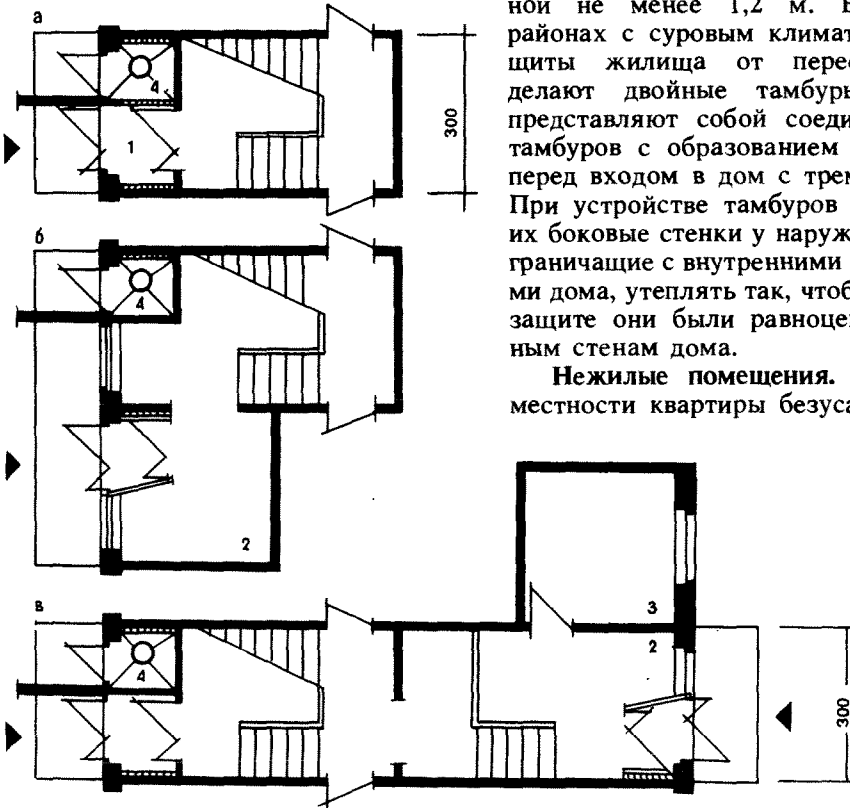 а
4
1
300
б
4
2
в
4
3
2
300
ной не менее 1,2 м.
районах с суровым климат
щиты жилища от перео
делают двойные тамбуры
представляют собой соеди
тамбуров с образованием
перед входом в дом с трем
При устройстве тамбуров
их боковые стенки у наруж
граничащие с внутренними
ми дома, утеплять так, чтоб
защите они были равноце
ным стенам дома.
Нежилые помещения.
местности квартиры безуса